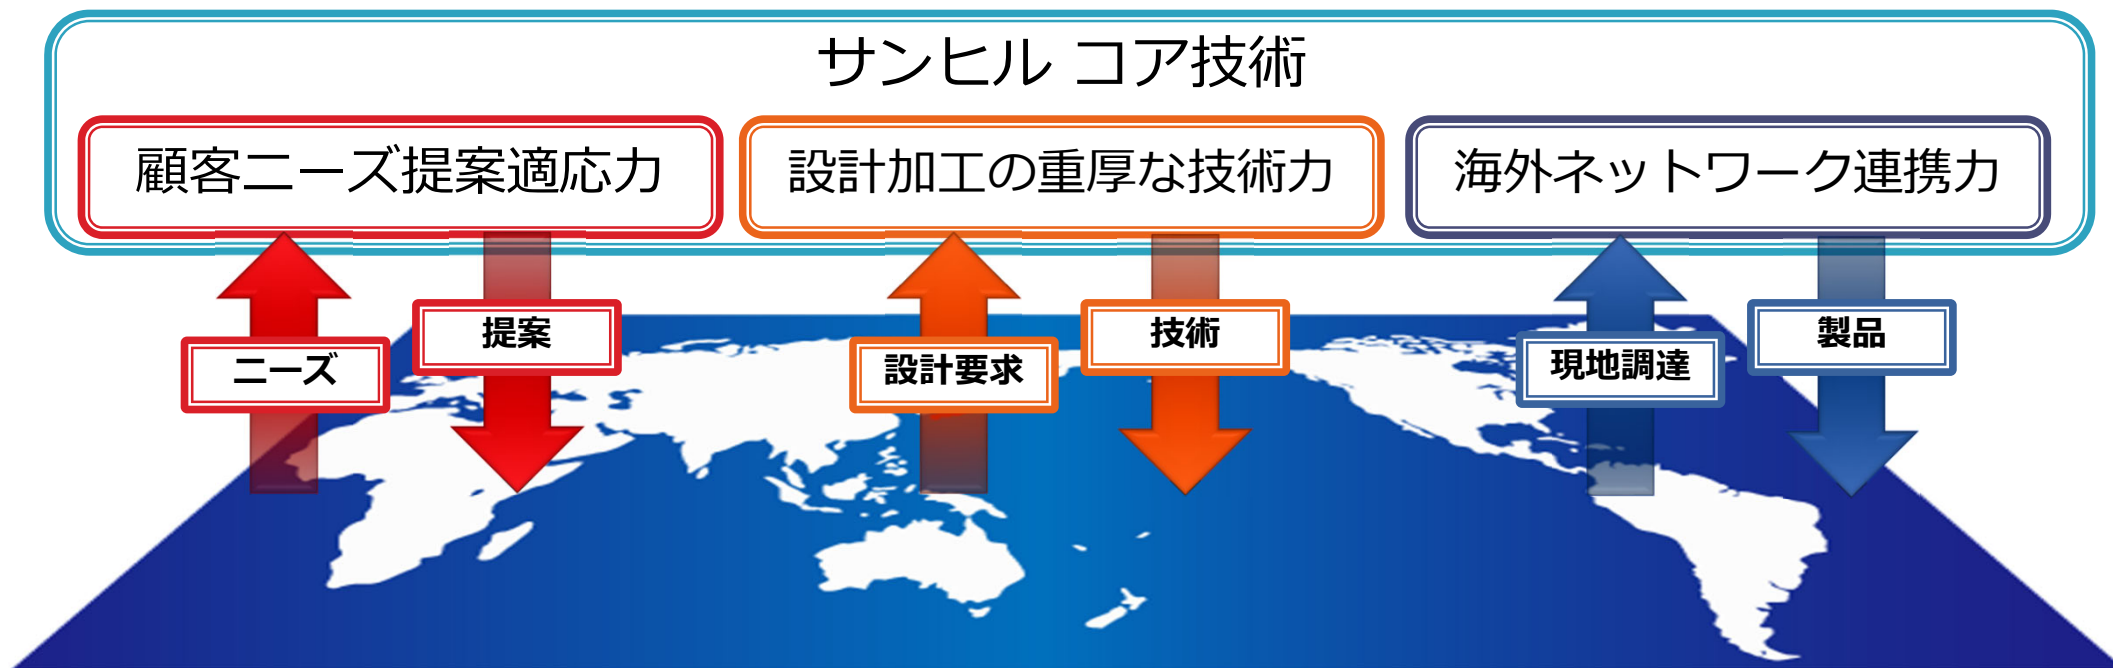 サンヒル コア技術
顧客ニーズ提案適応力
設計加工の重厚な技術力
海外ネットワーク連携力
ニーズ
提案
設計要求
技術
現地調達
製品